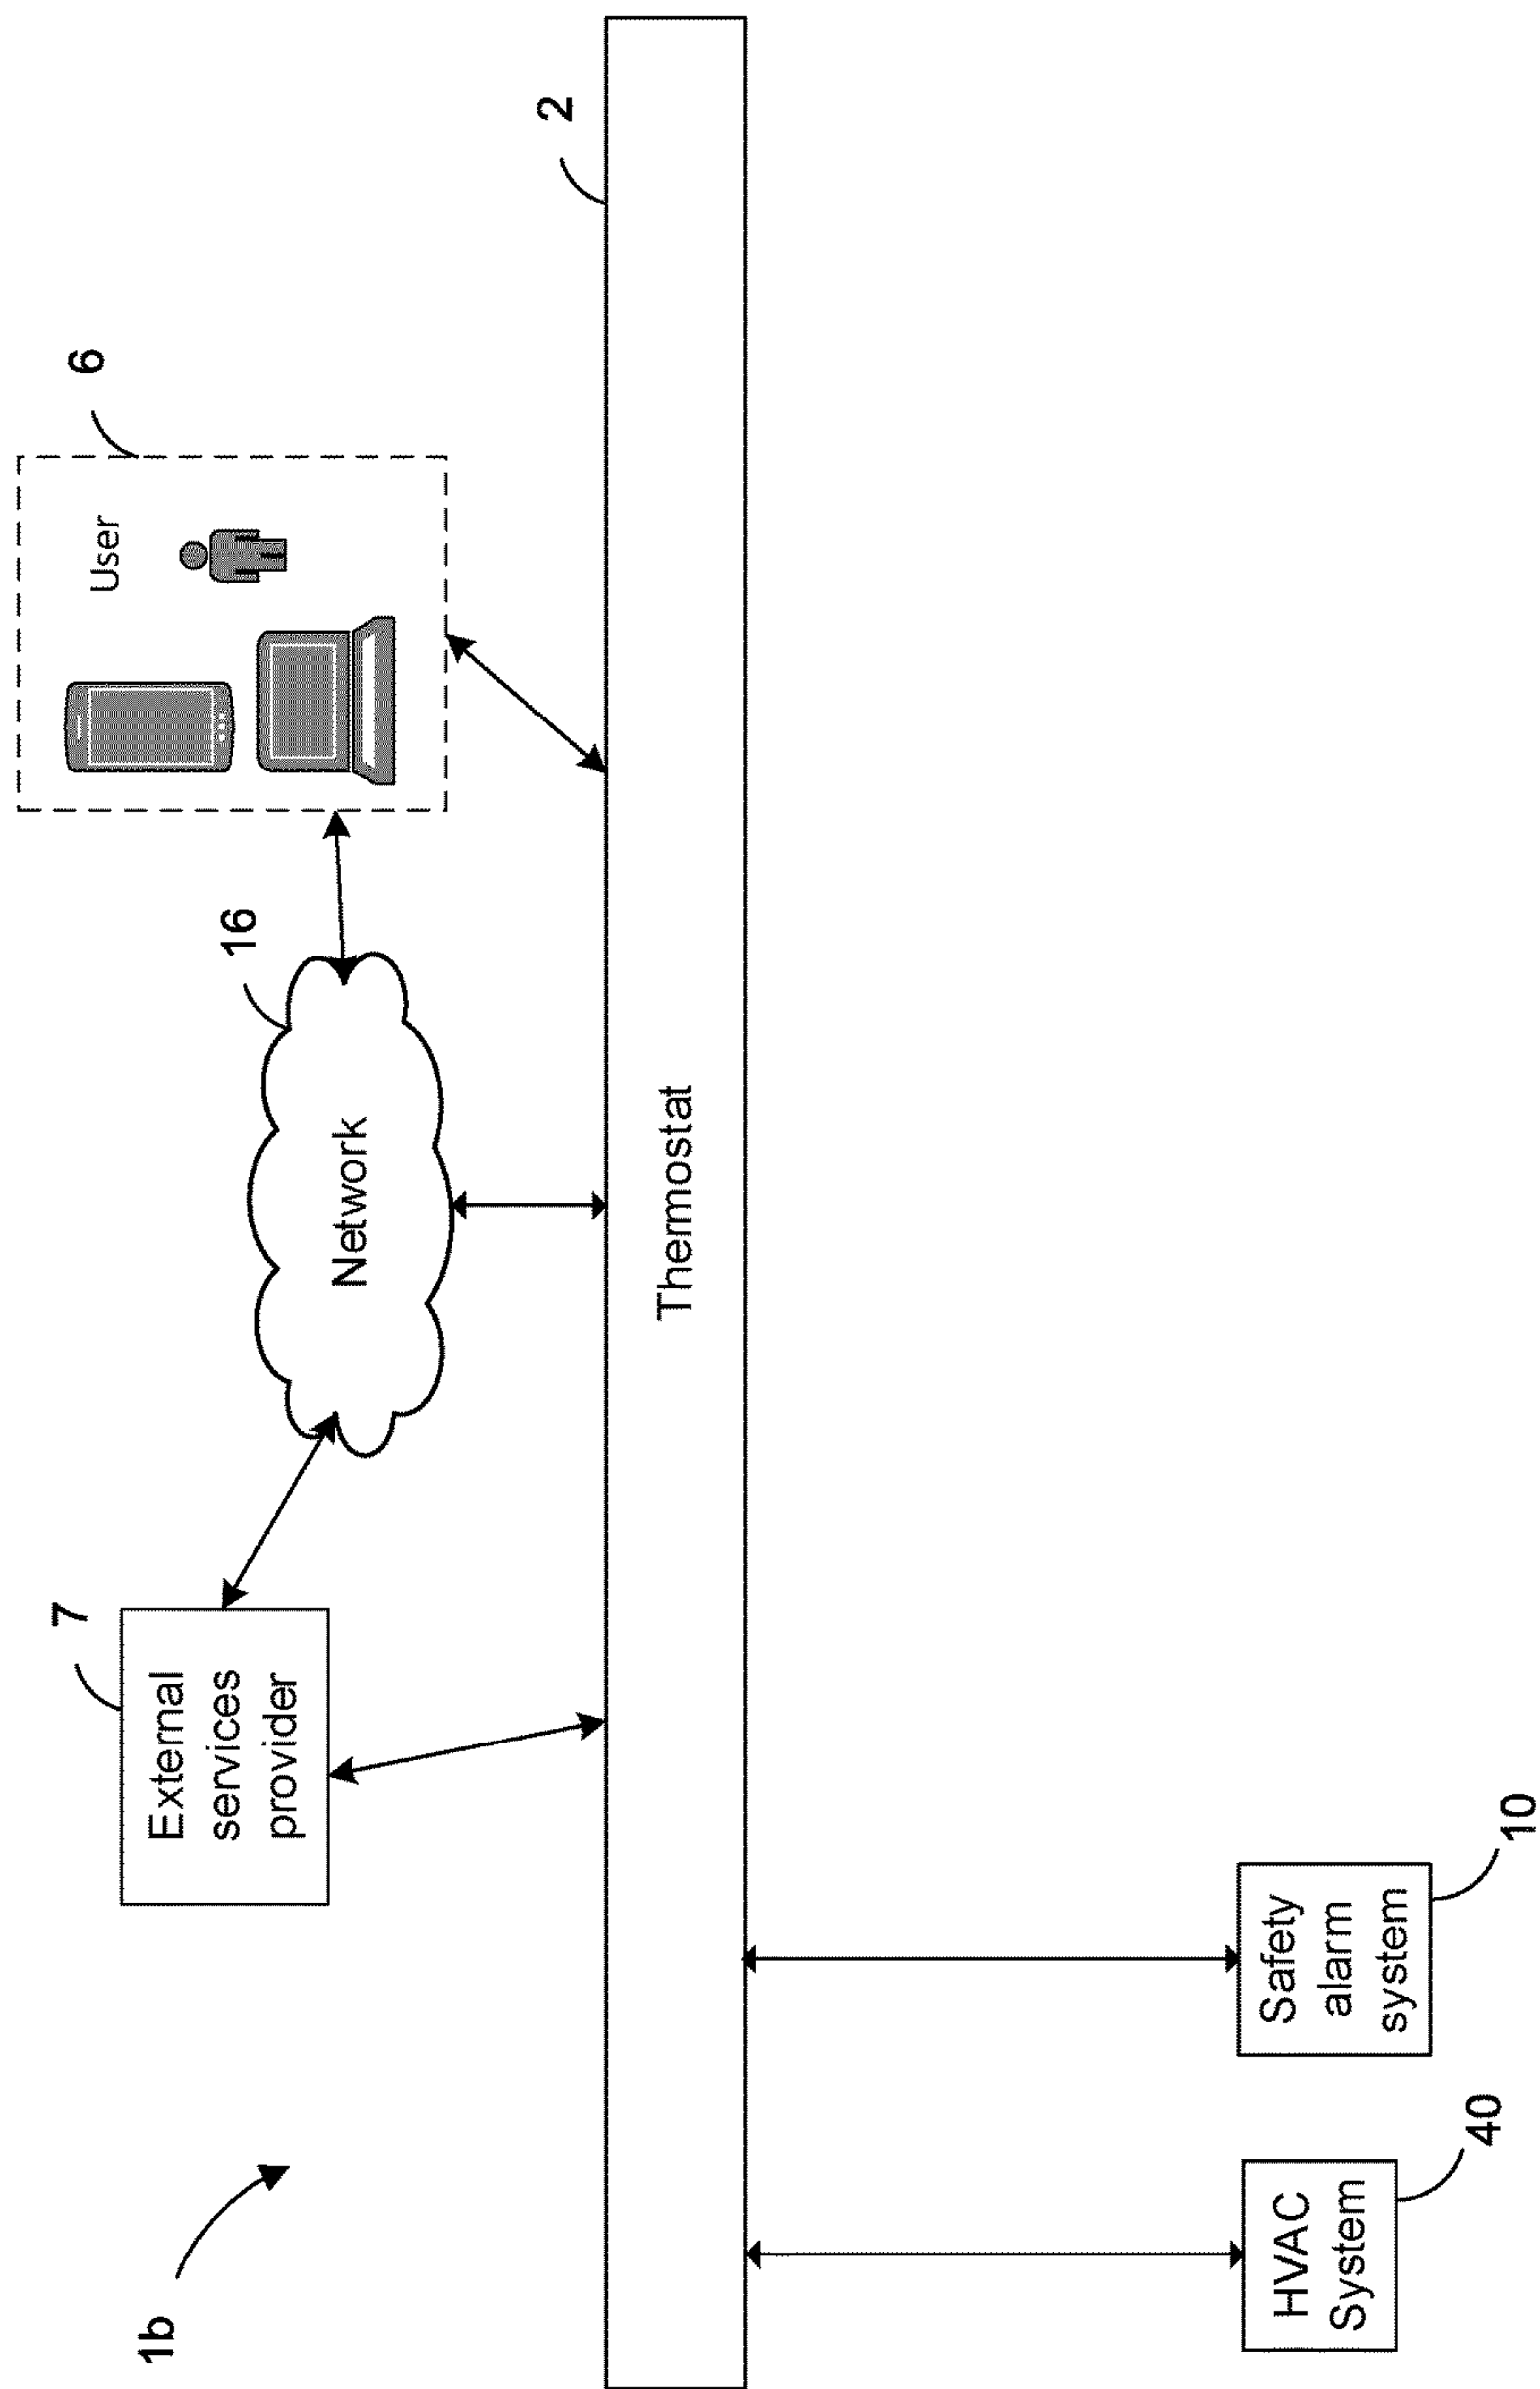 1b
7
External
services
provider
16
Network
6
User
2
Thermostat
HVAC
System
40
Safety
alarm
system
10